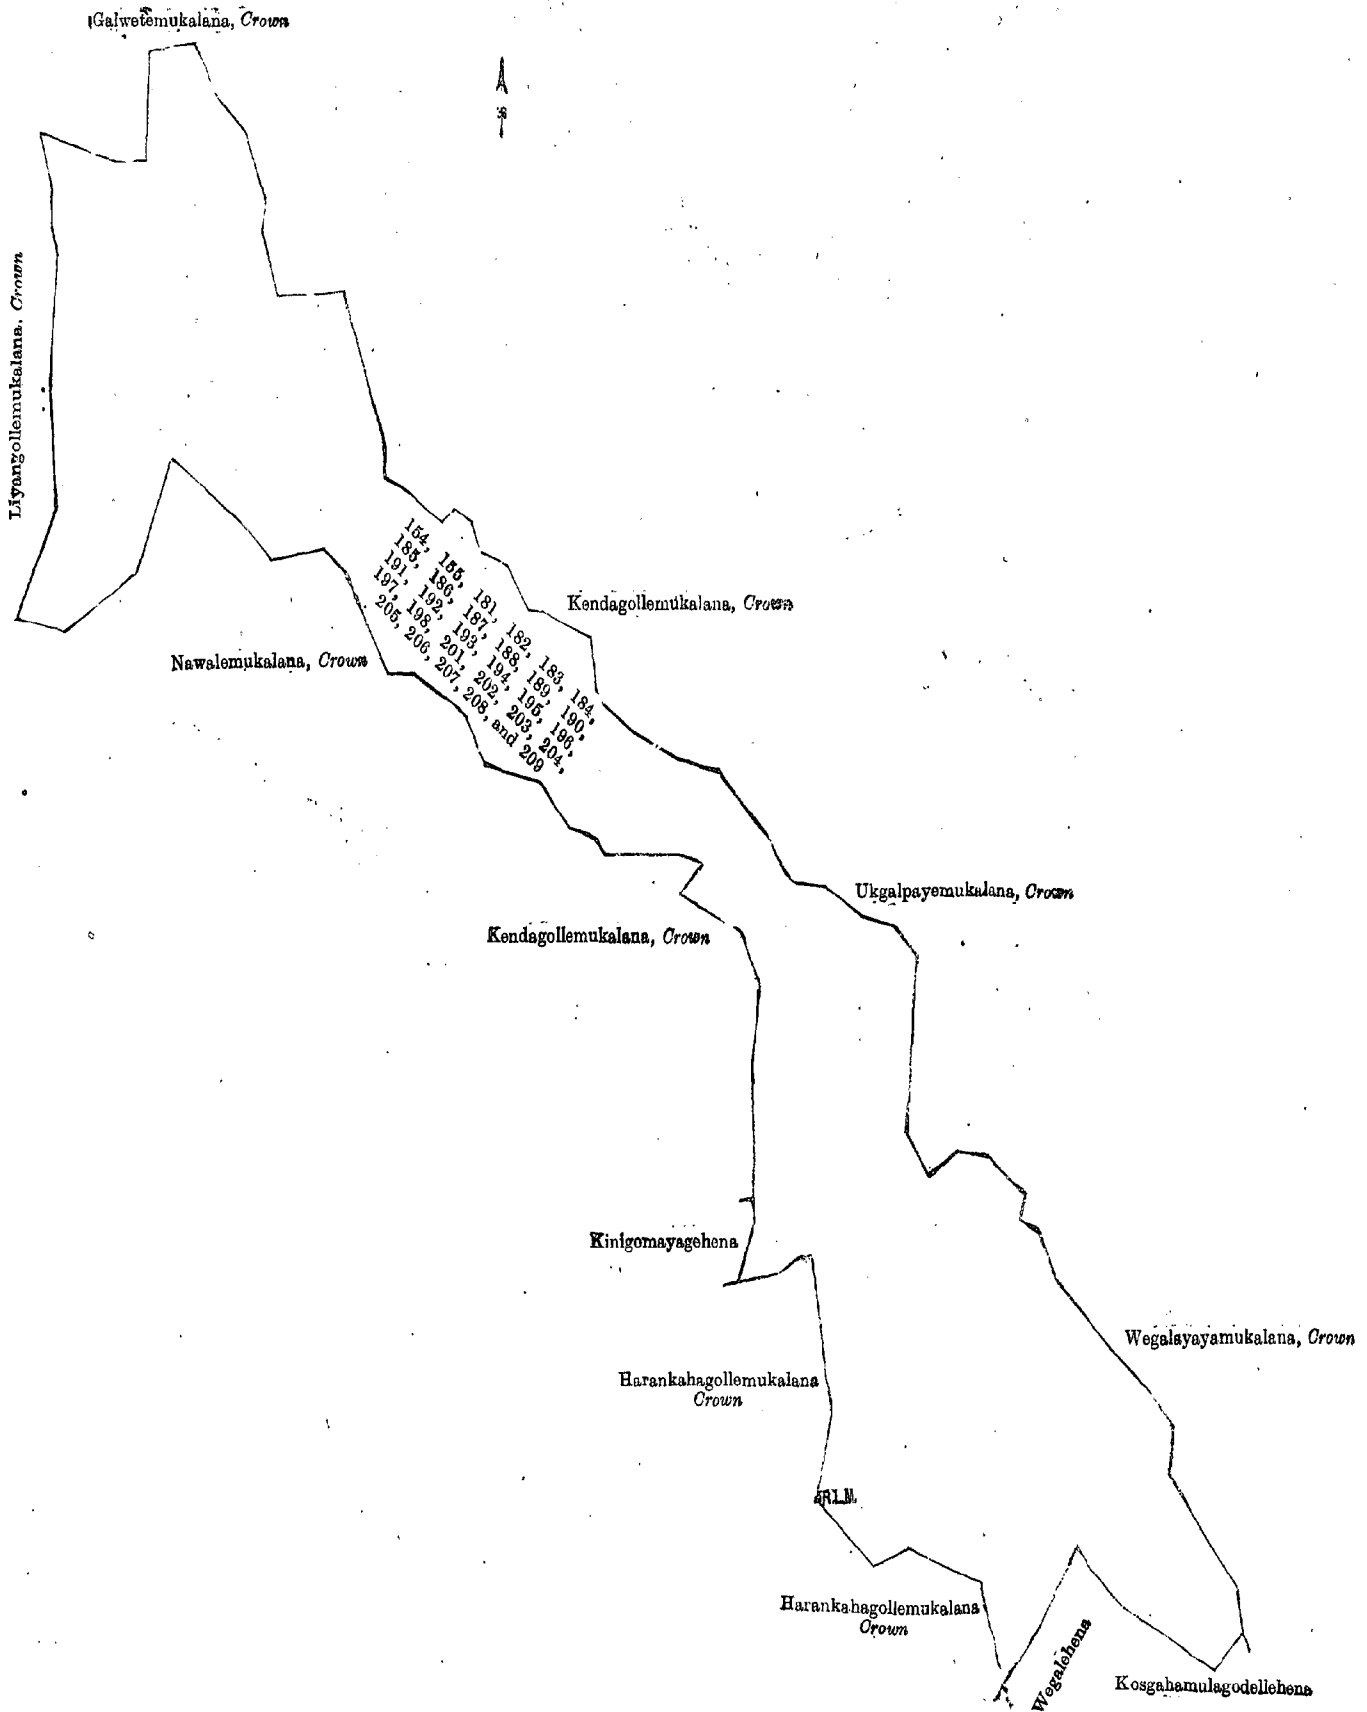 Galwetemukalana, Crown
Liyangollemukalana, Crown
154, 155, 181, 182, 183, 184,
185, 186, 187, 188, 189, 190,
191, 192, 193, 194, 195, 196,
197, 198, 201, 202, 203, 204,
205, 206, 207, 208, and 209
Kendagollemukalana, Crown
Nawalemukalana, Crown
Ukgalpayemukalana, Crown
Kendagollemukalana, Crown
Kinigomayagehena
Wegalayayamukalana, Crown
Harankahagollemukalana
Crown
R.L.M.
Harankahagollemukalana
Crown
Wegalehena
Kosgahamulagodellehena